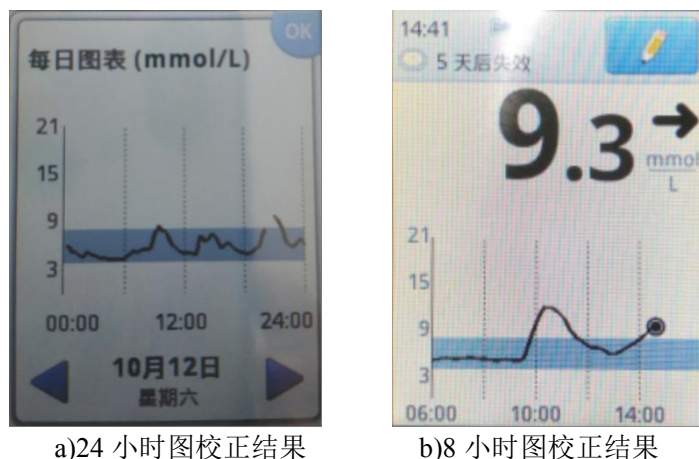 OK
每日图表 (mmol/L)
21
15
9
3
00:00 12:00 24:00
10月12日
星期六
a)24 小时图校正结果
14:41
5 天后失效
9.3
mmol
L
21
15
9
3
06:00 10:00 14:00
b)8 小时图校正结果